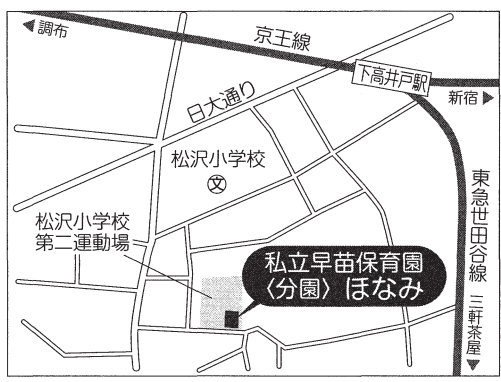 ◀調布
京王線
下高井戸駅
新宿▶
日大通り
松沢小学校
文
東急世田谷線
松沢小学校
第二運動場
私立早苗保育園
〈分園〉ほなみ
三軒茶屋▼